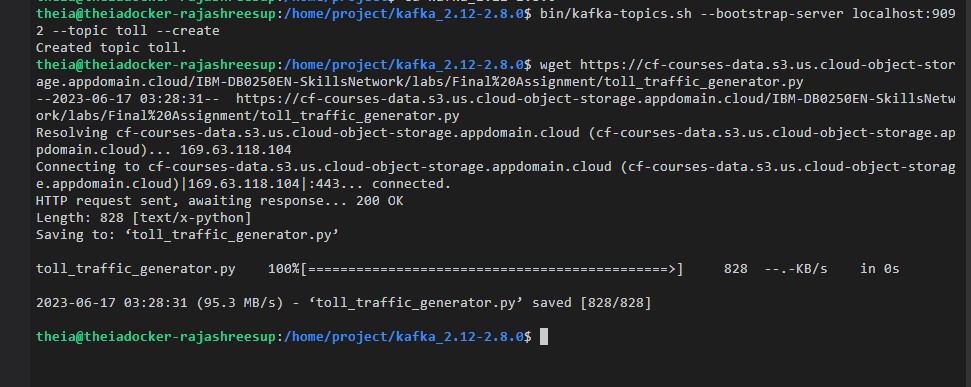 theia@theiadocker-rajashreesup:/home/project/kafka_2.12-2.8.0$ bin/kafka-topics.sh --bootstrap-server localhost:909
2 --topic toll --create
Created topic toll.
theia@theiadocker-rajashreesup:/home/project/kafka_2.12-2.8.0$ wget https://cf-courses-data.s3.us.cloud-object-stor
age.appdomain.cloud/IBM-DB0250EN-SkillsNetwork/labs/Final%20Assignment/toll_traffic_generator.py
--2023-06-17 03:28:31--  https://cf-courses-data.s3.us.cloud-object-storage.appdomain.cloud/IBM-DB0250EN-SkillsNetw
ork/labs/Final%20Assignment/toll_traffic_generator.py
Resolving cf-courses-data.s3.us.cloud-object-storage.appdomain.cloud (cf-courses-data.s3.us.cloud-object-storage.ap
pdomain.cloud)... 169.63.118.104
Connecting to cf-courses-data.s3.us.cloud-object-storage.appdomain.cloud (cf-courses-data.s3.us.cloud-object-storag
e.appdomain.cloud)|169.63.118.104|:443... connected.
HTTP request sent, awaiting response... 200 OK
Length: 828 [text/x-python]
Saving to: ‘toll_traffic_generator.py’
toll_traffic_generator.py    100%[=============================================>]     828  --.-KB/s    in 0s
2023-06-17 03:28:31 (95.3 MB/s) - ‘toll_traffic_generator.py’ saved [828/828]
theia@theiadocker-rajashreesup:/home/project/kafka_2.12-2.8.0$